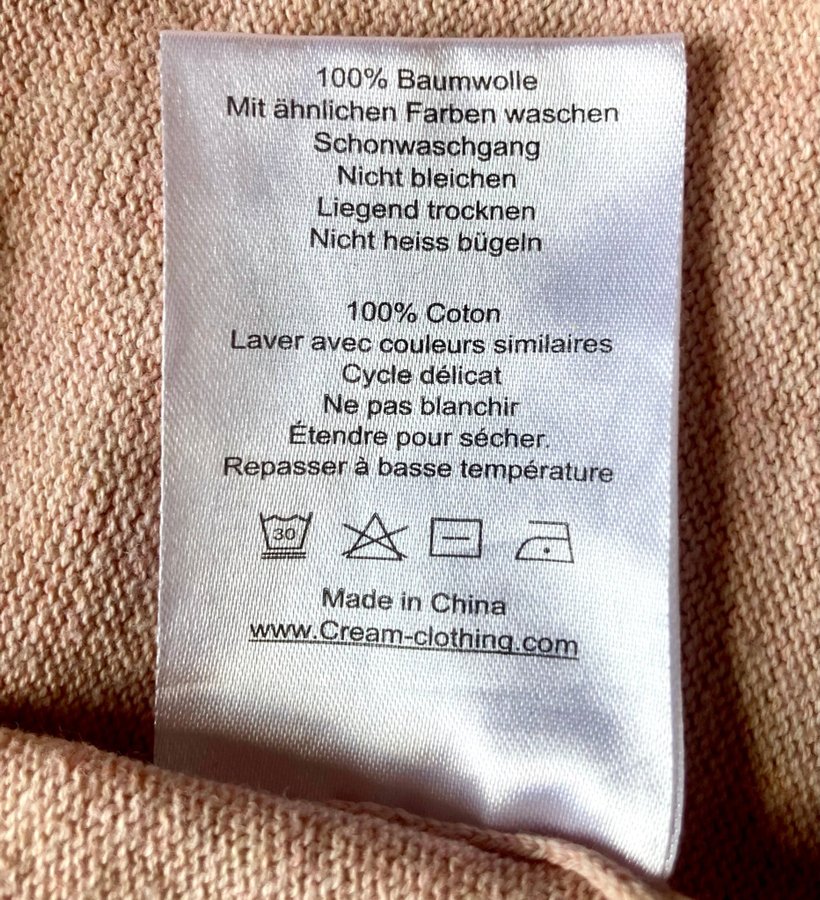 100% Baumwolle
Mit ähnlichen Farben waschen
Schonwaschgang
Nicht bleichen
Liegend trocknen
Nicht heiss bügeln
100% Coton
Laver avec couleurs similaires
Cycle délicat
Ne pas blanchir
Étendre pour sécher.
Repasser à basse température
30
Made in China
www.Cream-clothing.com